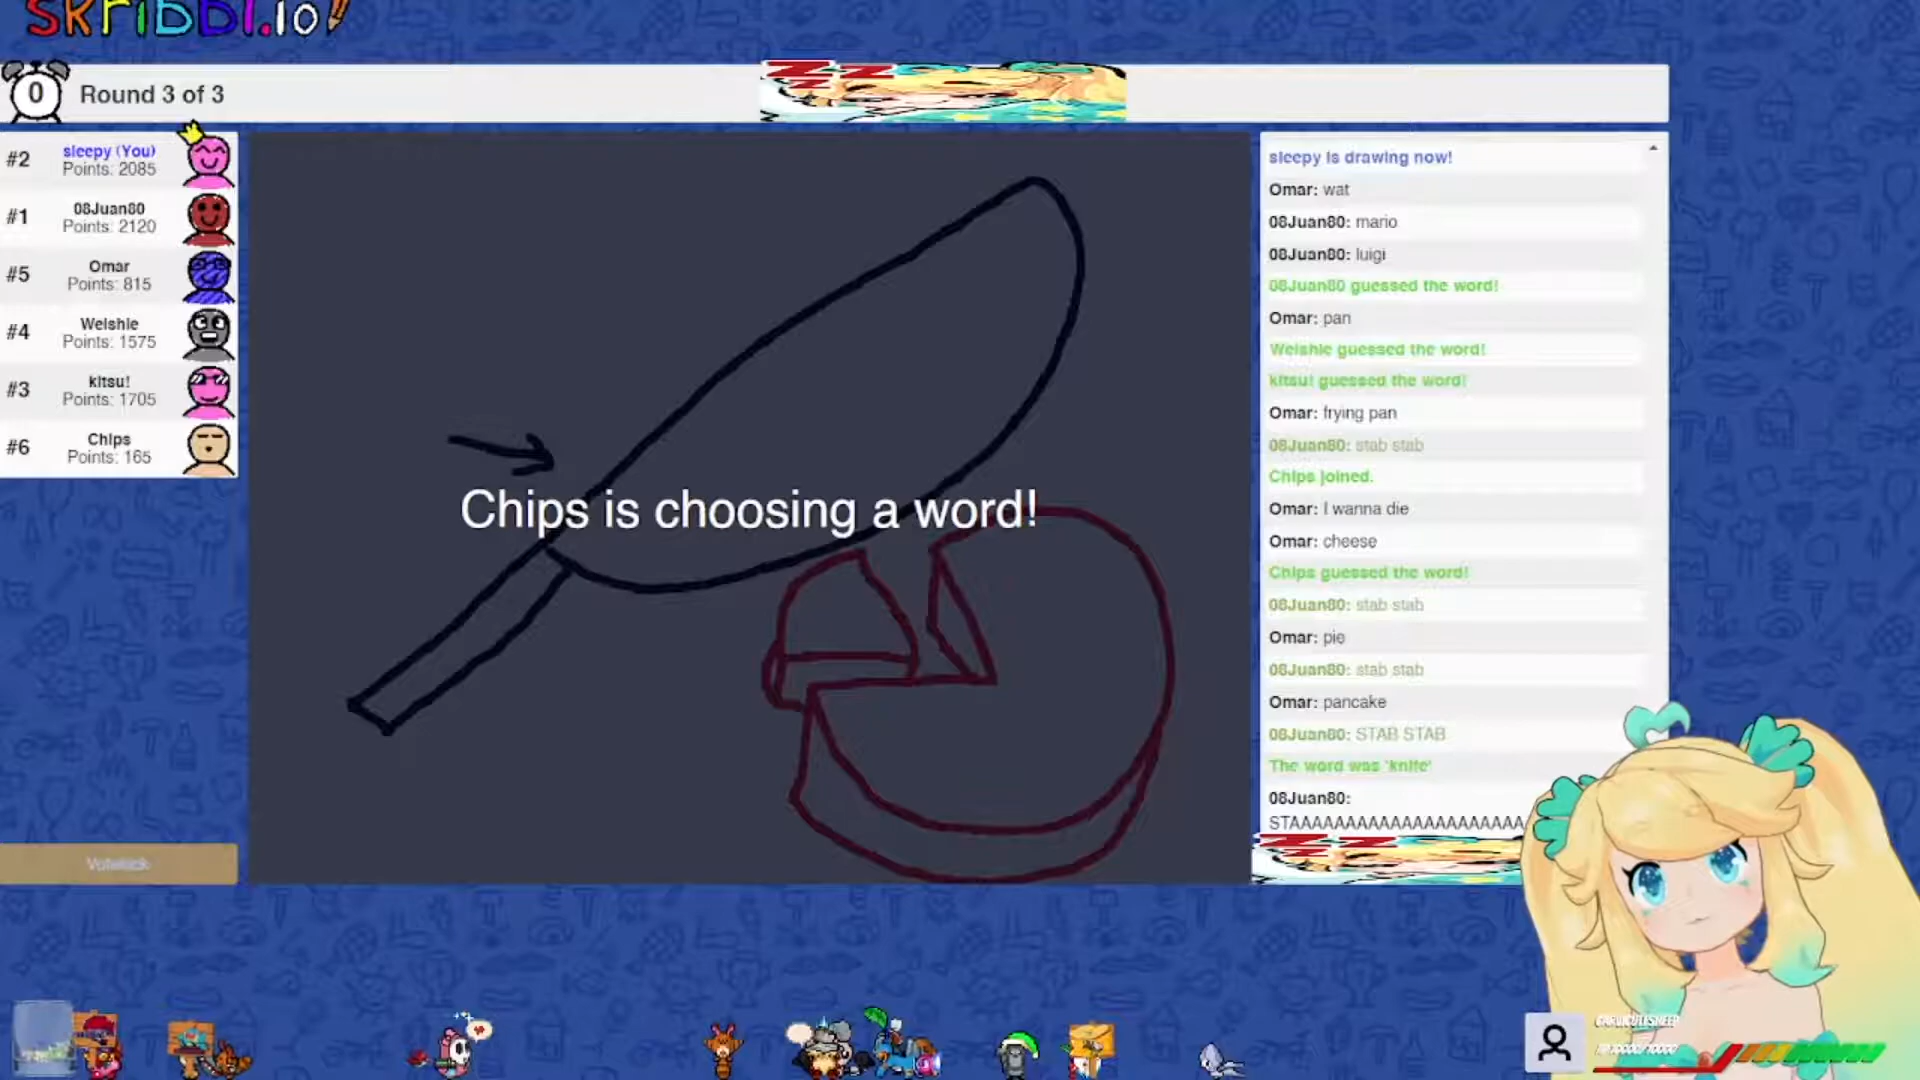 skribbl.io
0
Round 3 of 3
#2
sleepy (You)
Points: 2085
#1
08Juan80
Points: 2120
#5
Omar
Points: 815
#4
Welshie
Points: 1575
#3
kitsu!
Points: 1705
#6
Chips
Points: 165
Votekick
Chips is choosing a word!
sleepy is drawing now!
Omar: wat
08Juan80: mario
08Juan80: luigi
08Juan80 guessed the word!
Omar: pan
Welshie guessed the word!
kitsu! guessed the word!
Omar: frying pan
08Juan80: stab stab
Chips joined.
Omar: I wanna die
Omar: cheese
Chips guessed the word!
08Juan80: stab stab
Omar: pie
08Juan80: stab stab
Omar: pancake
08Juan80: STAB STAB
The word was 'knife'
08Juan80:
STAAAAAAAAAAAAAAAAAAAAA